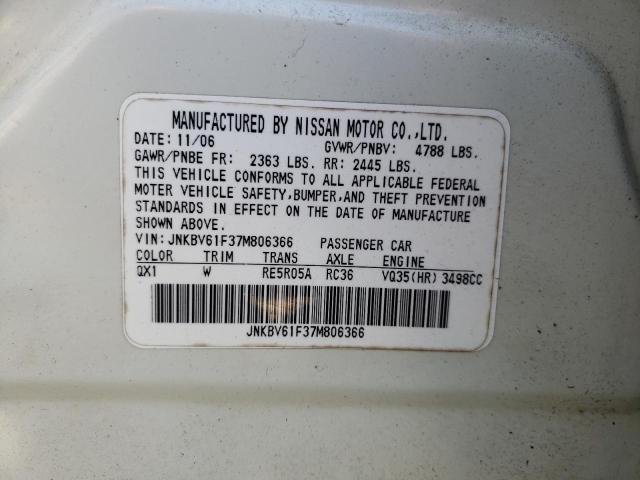 MANUFACTURED BY NISSAN MOTOR CO.,LTD.
DATE: 11/06 GVWR/PNBV: 4788 LBS.
GAWR/PNBE FR: 2363 LBS. RR: 2445 LBS.
THIS VEHICLE CONFORMS TO ALL APPLICABLE FEDERAL
MOTER VEHICLE SAFETY,BUMPER,AND THEFT PREVENTION
STANDARDS IN EFFECT ON THE DATE OF MANUFACTURE
SHOWN ABOVE.
VIN: JNKBV61F37M806366 PASSENGER CAR
COLOR TRIM TRANS AXLE ENGINE
QX1 W RE5R05A RC36 VQ35(HR) 3498CC
JNKBV61F37M806366